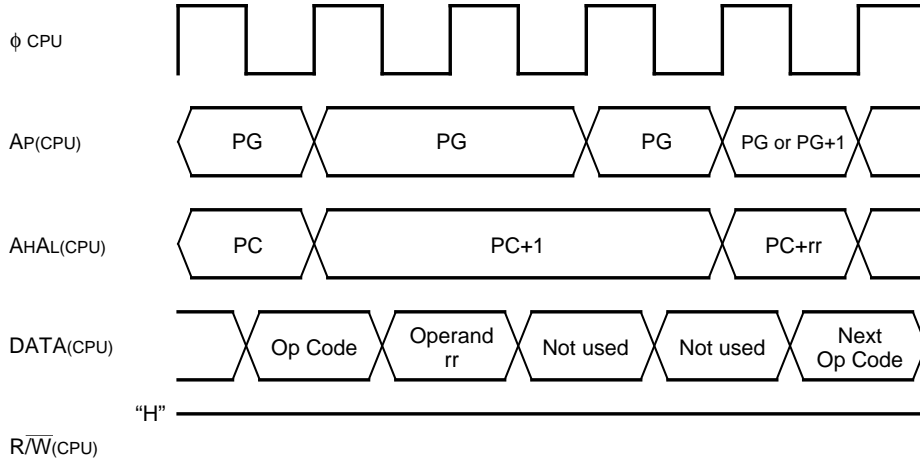 ϕ CPU
AP(CPU) PG PG PG PG or PG+1
AHAL(CPU) PC PC+1 PC+rr
DATA(CPU) Op Code Operand rr Not used Not used Next Op Code
“H”
R/W̅(CPU)